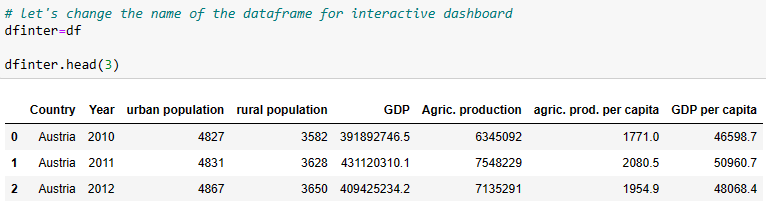 # let's change the name of the dataframe for interactive dashboard
dfinter=df
dfinter.head(3)
Country Year urban population rural population GDP Agric. production agric. prod. per capita GDP per capita
0 Austria 2010 4827 3582 391892746.5 6345092 1771.0 46598.7
1 Austria 2011 4831 3628 431120310.1 7548229 2080.5 50960.7
2 Austria 2012 4867 3650 409425234.2 7135291 1954.9 48068.4